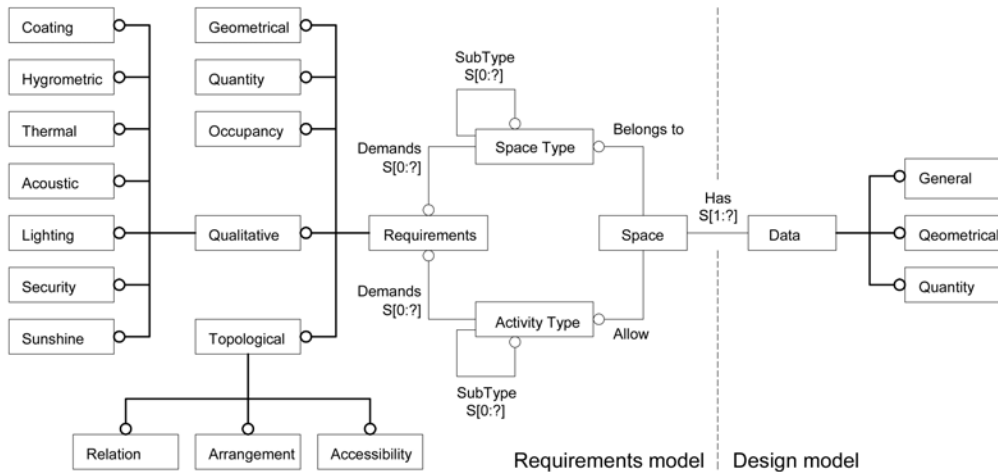 Coating
Geometrical
SubType
S[0:?]
Hygrometric
Quantity
Belongs to
Thermal
Occupancy
Demands
S[0:?]
Space Type
General
Acoustic
Has
S[1:?]
Lighting
Qualitative
Requirements
Space
Data
Qeometrical
Security
Demands
S[0:?]
Quantity
Sunshine
Topological
Activity Type
Allow
SubType
S[0:?]
Relation
Arrangement
Accessibility
Requirements model
Design model